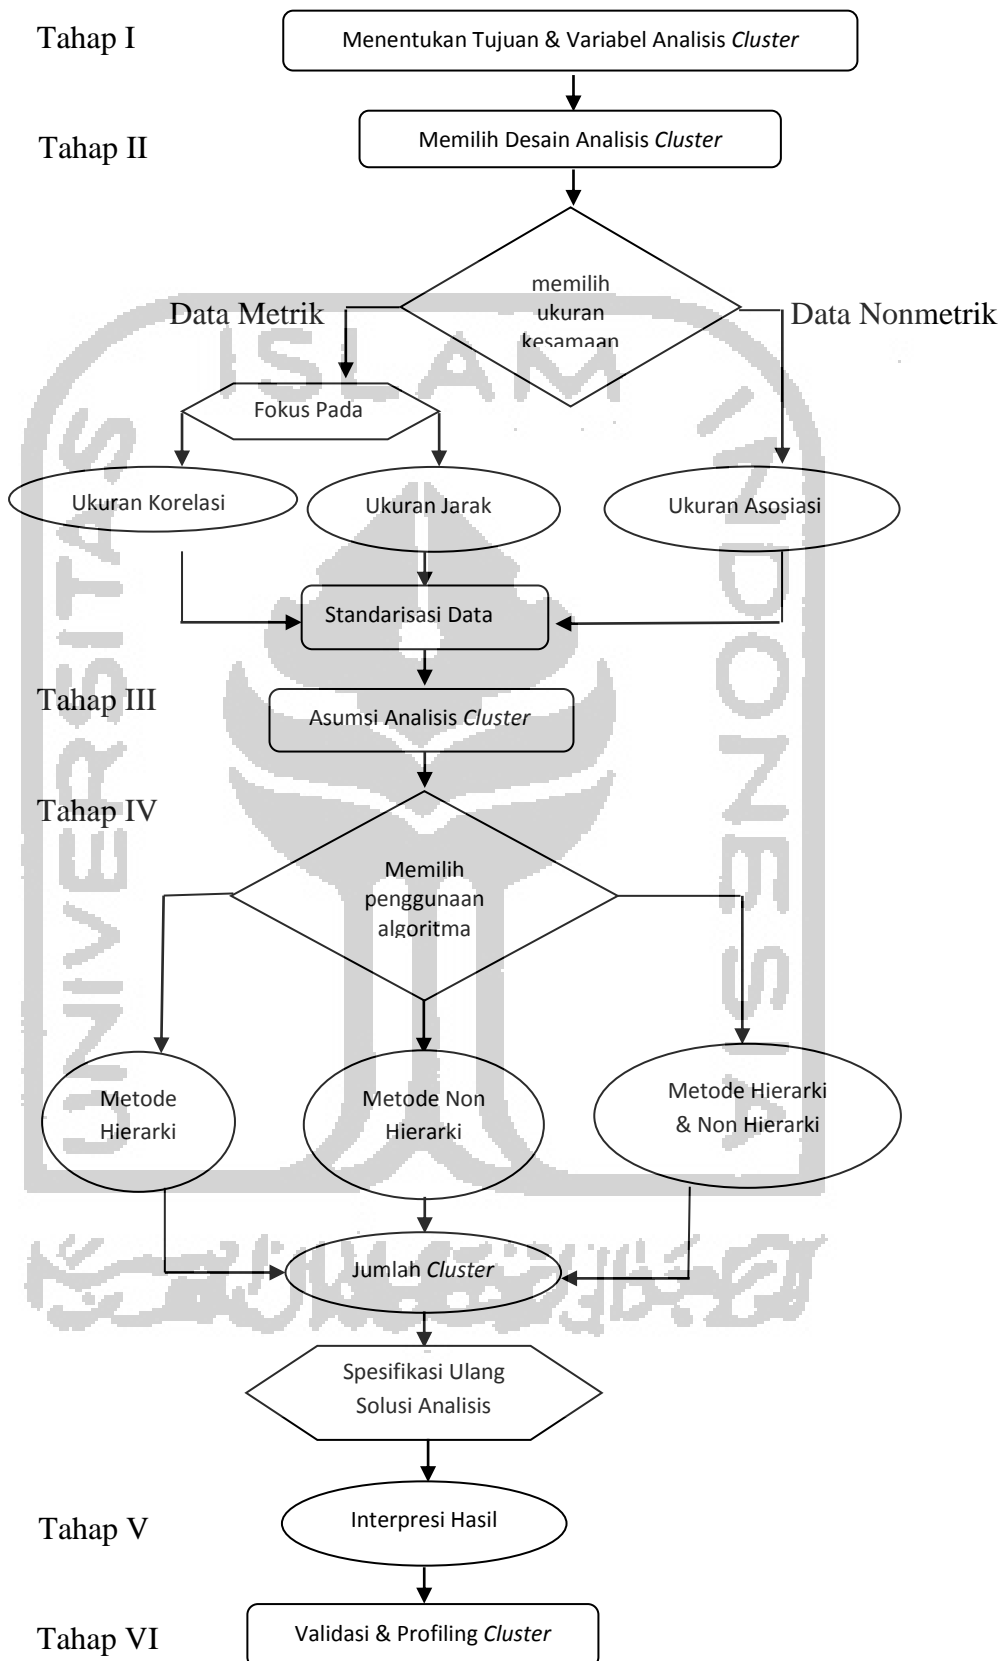 Tahap I
Menentukan Tujuan & Variabel Analisis Cluster
Tahap II
Memilih Desain Analisis Cluster
memilih
ukuran
kesamaan
Data Metrik
Data Nonmetrik
Fokus Pada
Ukuran Korelasi
Ukuran Jarak
Ukuran Asosiasi
Standarisasi Data
Tahap III
Asumsi Analisis Cluster
Tahap IV
Memilih
penggunaan
algoritma
Metode
Hierarki
Metode Non
Hierarki
Metode Hierarki
& Non Hierarki
Jumlah Cluster
Spesifikasi Ulang
Solusi Analisis
Tahap V
Interpresi Hasil
Tahap VI
Validasi & Profiling Cluster
UNIVERSITAS
ISLAM
INDONESIA